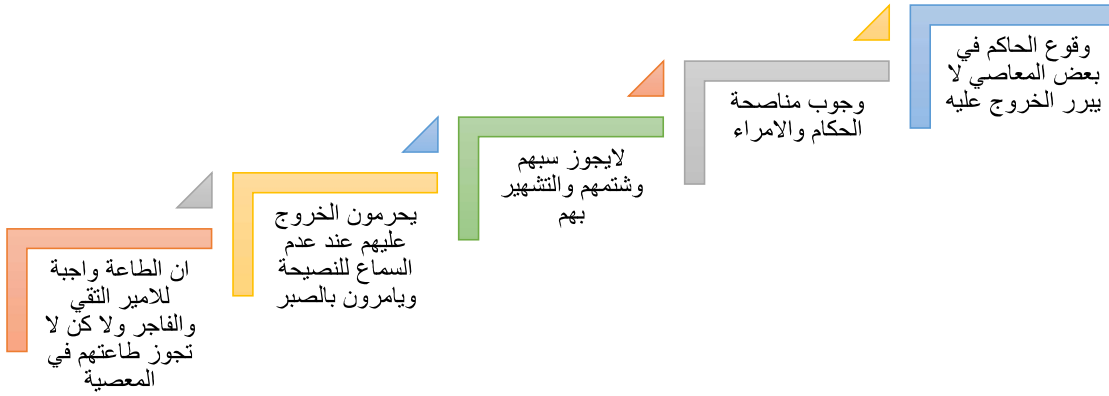 وقوع الحاكم في
بعض المعاصي لا
يبرر الخروج عليه
وجوب مناصحة
الحكام والامراء
لايجوز سبهم
وشتمهم والتشهير
بهم
يحرمون الخروج
عليهم عند عدم
السماع للنصيحة
ويامرون بالصبر
ان الطاعة واجبة
للامير التقي
والفاجر ولا كن لا
تجوز طاعتهم في
المعصية